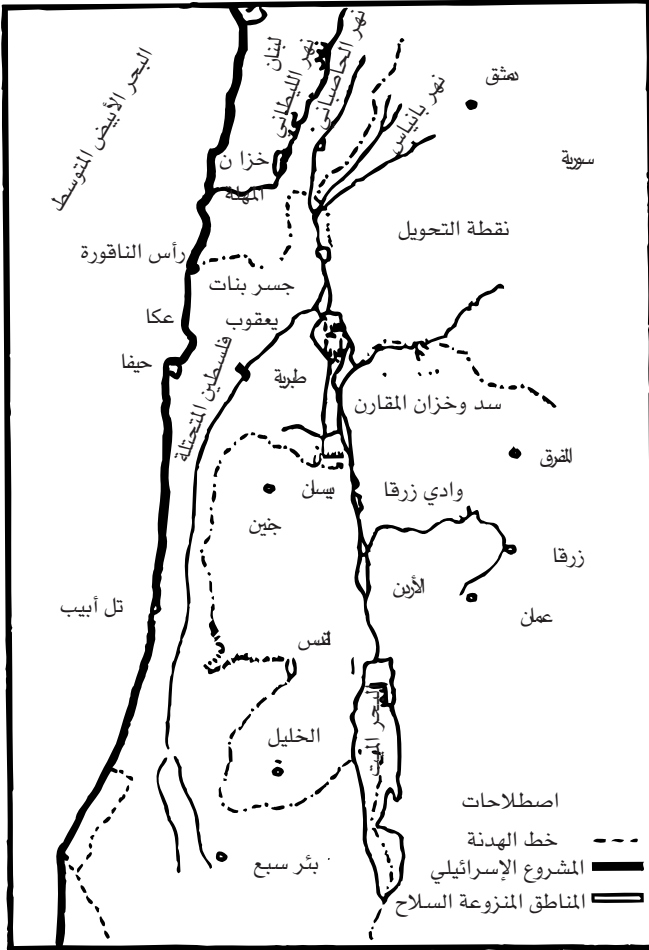 البحر الأبيض المتوسط
لبنان
نهر الليطاني
نهر الحاصباني
نهر بانياس
دمشق
سورية
خزا ن
المهلة
نقطة التحويل
رأس الناقورة
جسر بنات
يعقوب
عكا
حيفا
فلسطين المتحتلة
طبرية
سد وخزان المقارن
المفرق
بيسان
وادي زرقا
جنين
زرقا
الأردن
تل أبيب
عمان
القدس
الخليل
البحر الميت
بئر سبع
اصطلاحات
خط الهدنة
المشروع الإسرائيلي
المناطق المنزوعة السلاح